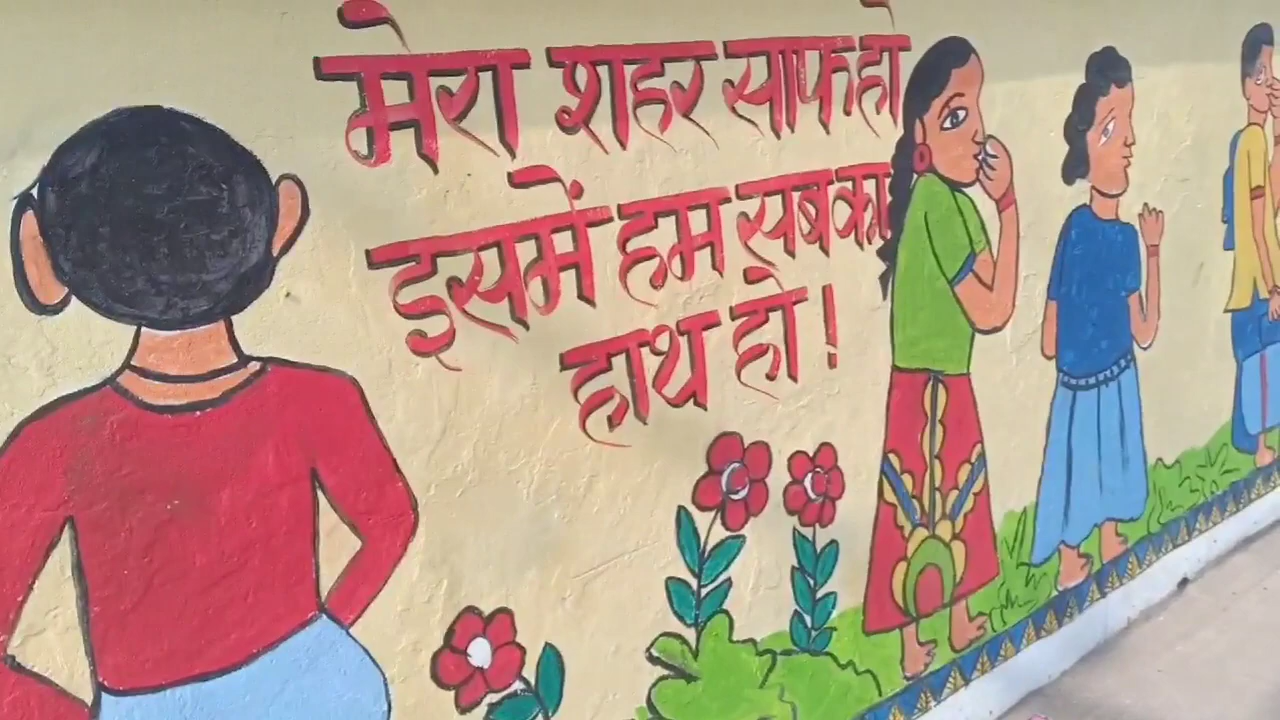 मेरा शहर साफ हो
इसमें हम सबका
हाथ हो!